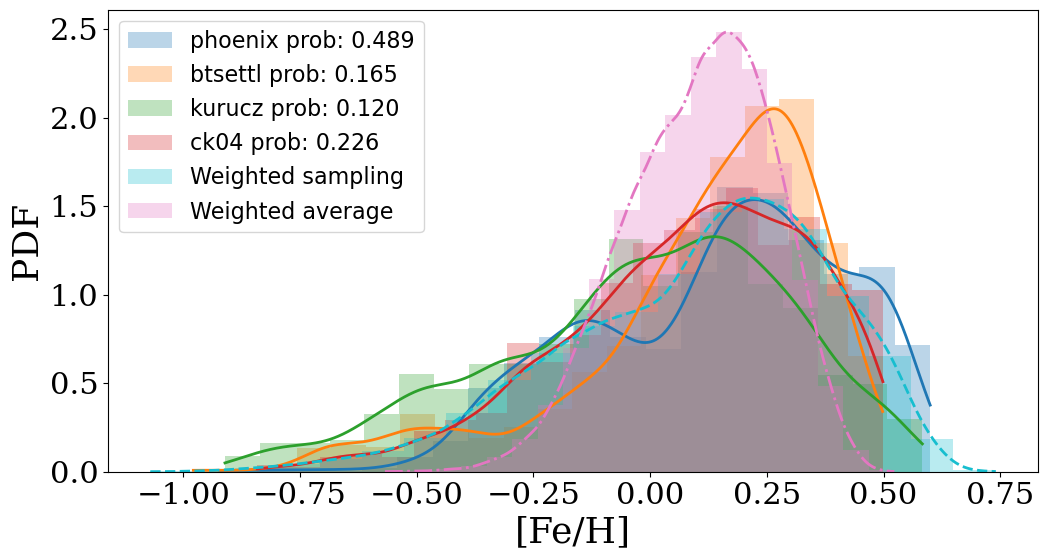 2.5
2.0
1.5
1.0
0.5
0.0
PDF
phoenix prob: 0.489
btsettl prob: 0.165
kurucz prob: 0.120
ck04 prob: 0.226
Weighted sampling
Weighted average
−1.00 −0.75 −0.50 −0.25 0.00 0.25 0.50 0.75
[Fe/H]